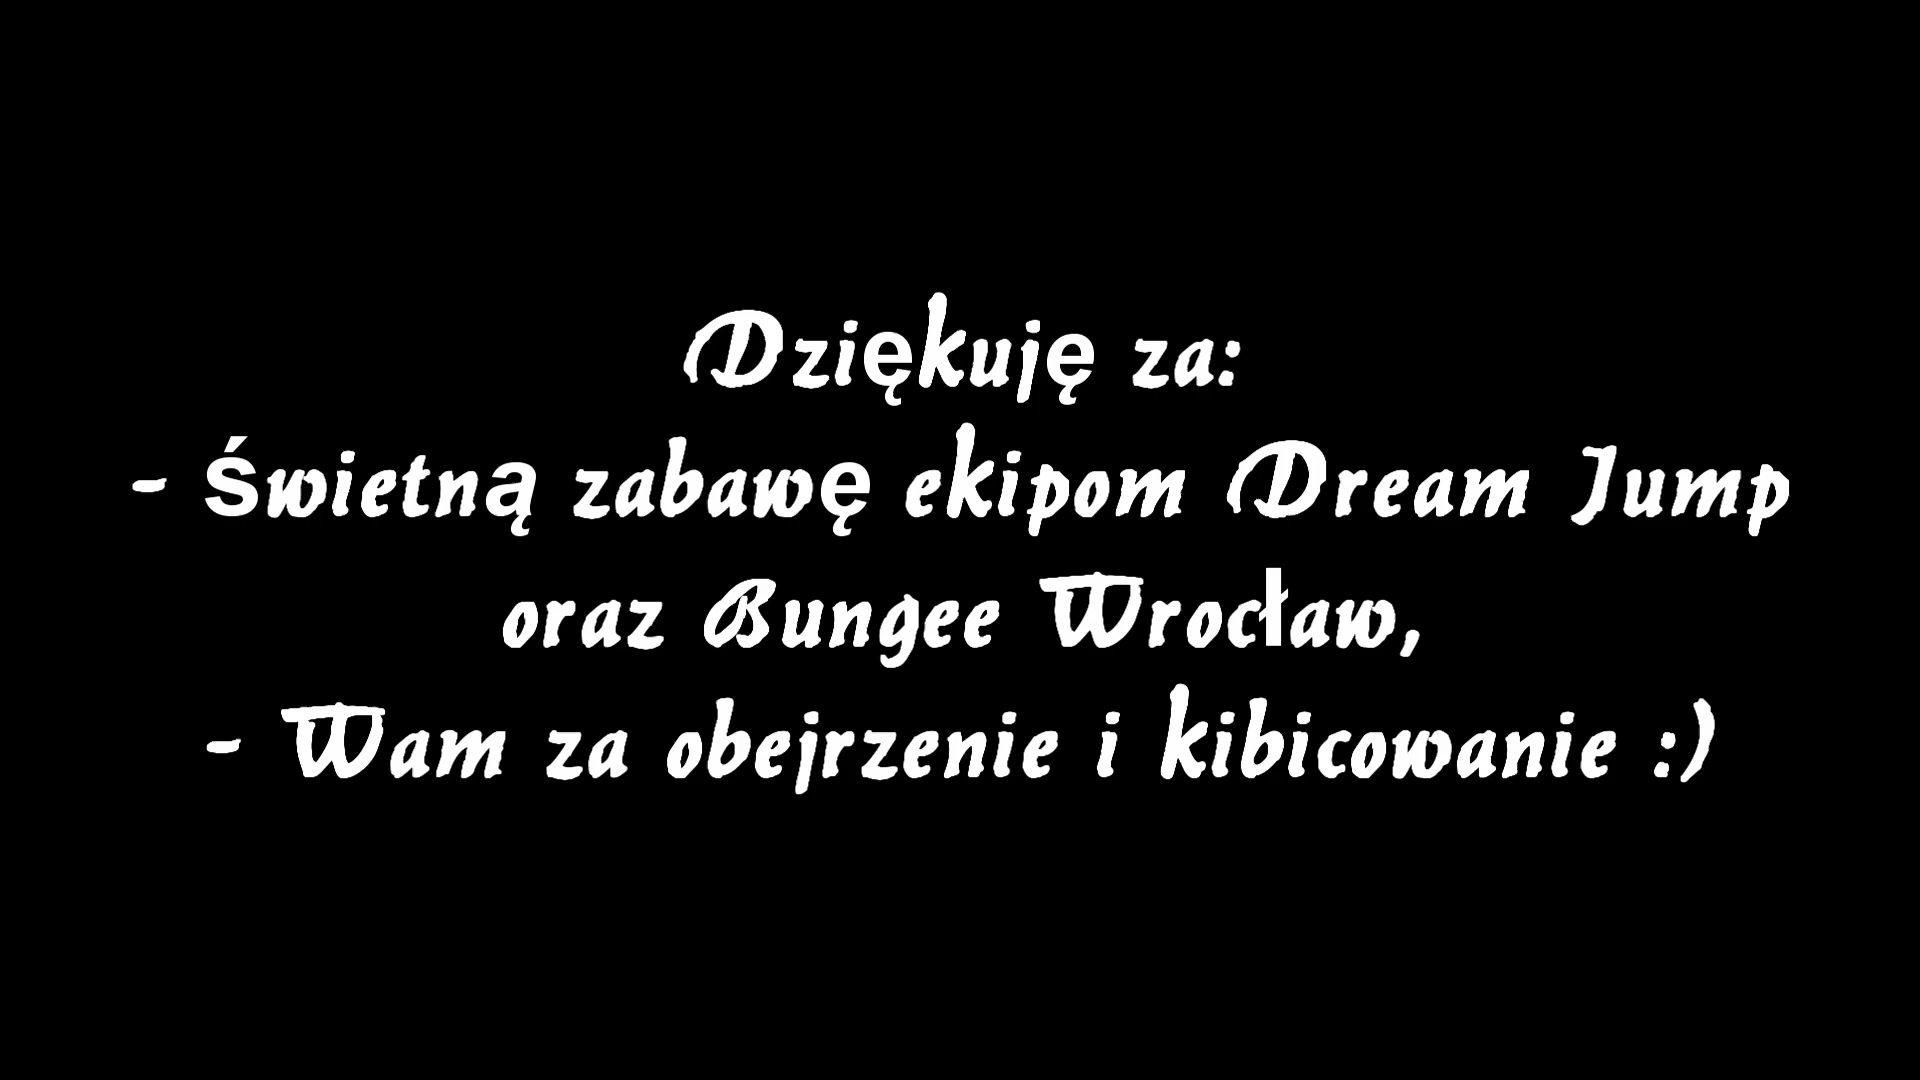 Dziękuję za:
- Świetną zabawę ekipom Dream Jump
oraz Bungee Wrocław,
- Wam za obejrzenie i kibicowanie :)